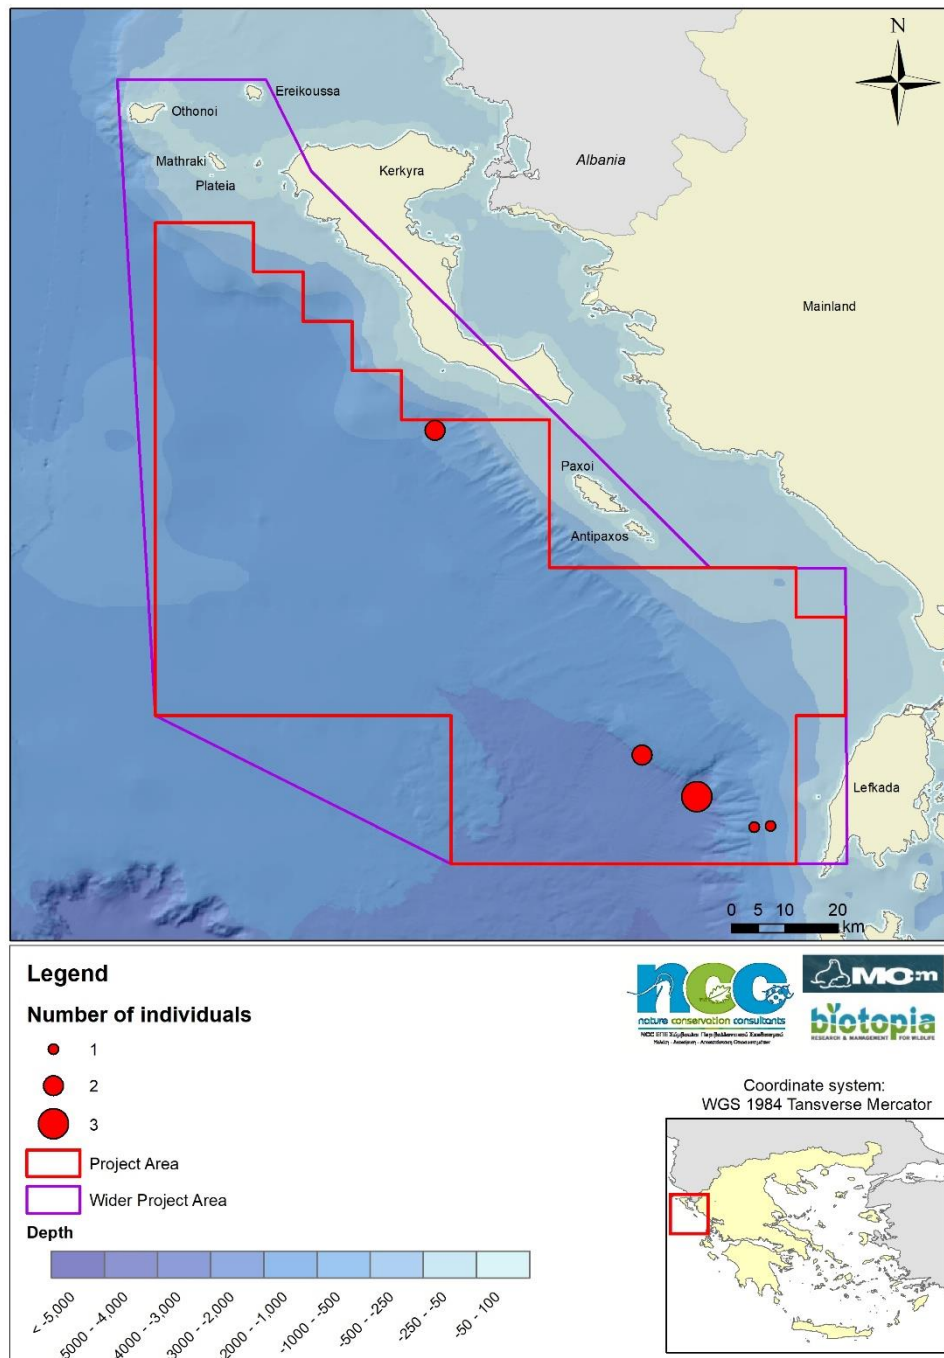 N
Ereikoussa
Othonoi
Albania
Mathraki
Kerkyra
Plateia
Mainland
Paxoi
Antipaxos
Lefkada
0 5 10 20
km
Legend
Number of individuals
1
2
3
Project Area
Wider Project Area
Depth
< -5,000
5000 - -4,000
4000 - -3,000
3000 - -2,000
2000 - -1,000
-1000 - -500
-500 - -250
-250 - -50
-50 - 100
ncc
nature conservation consultants
MOm
biotopia
RESEARCH & MANAGEMENT FOR WILDLIFE
Coordinate system:
WGS 1984 Tansverse Mercator